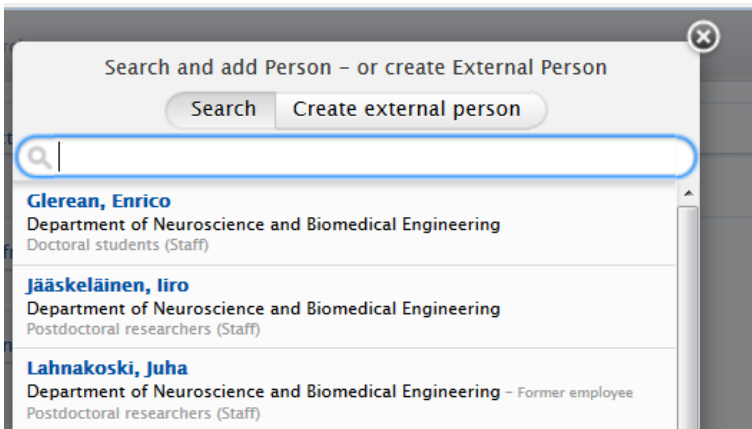 Search and add Person – or create External Person
Search Create external person
Glerean, Enrico
Department of Neuroscience and Biomedical Engineering
Doctoral students (Staff)
Jääskeläinen, Iiro
Department of Neuroscience and Biomedical Engineering
Postdoctoral researchers (Staff)
Lahnakoski, Juha
Department of Neuroscience and Biomedical Engineering – Former employee
Postdoctoral researchers (Staff)